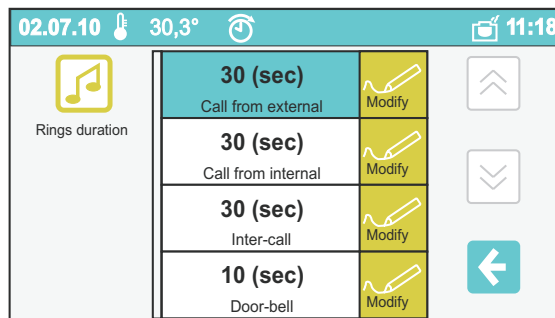 02.07.10 30,3° 11:18
Rings duration
30 (sec)
Call from external
Modify
30 (sec)
Call from internal
Modify
30 (sec)
Inter-call
Modify
10 (sec)
Door-bell
Modify